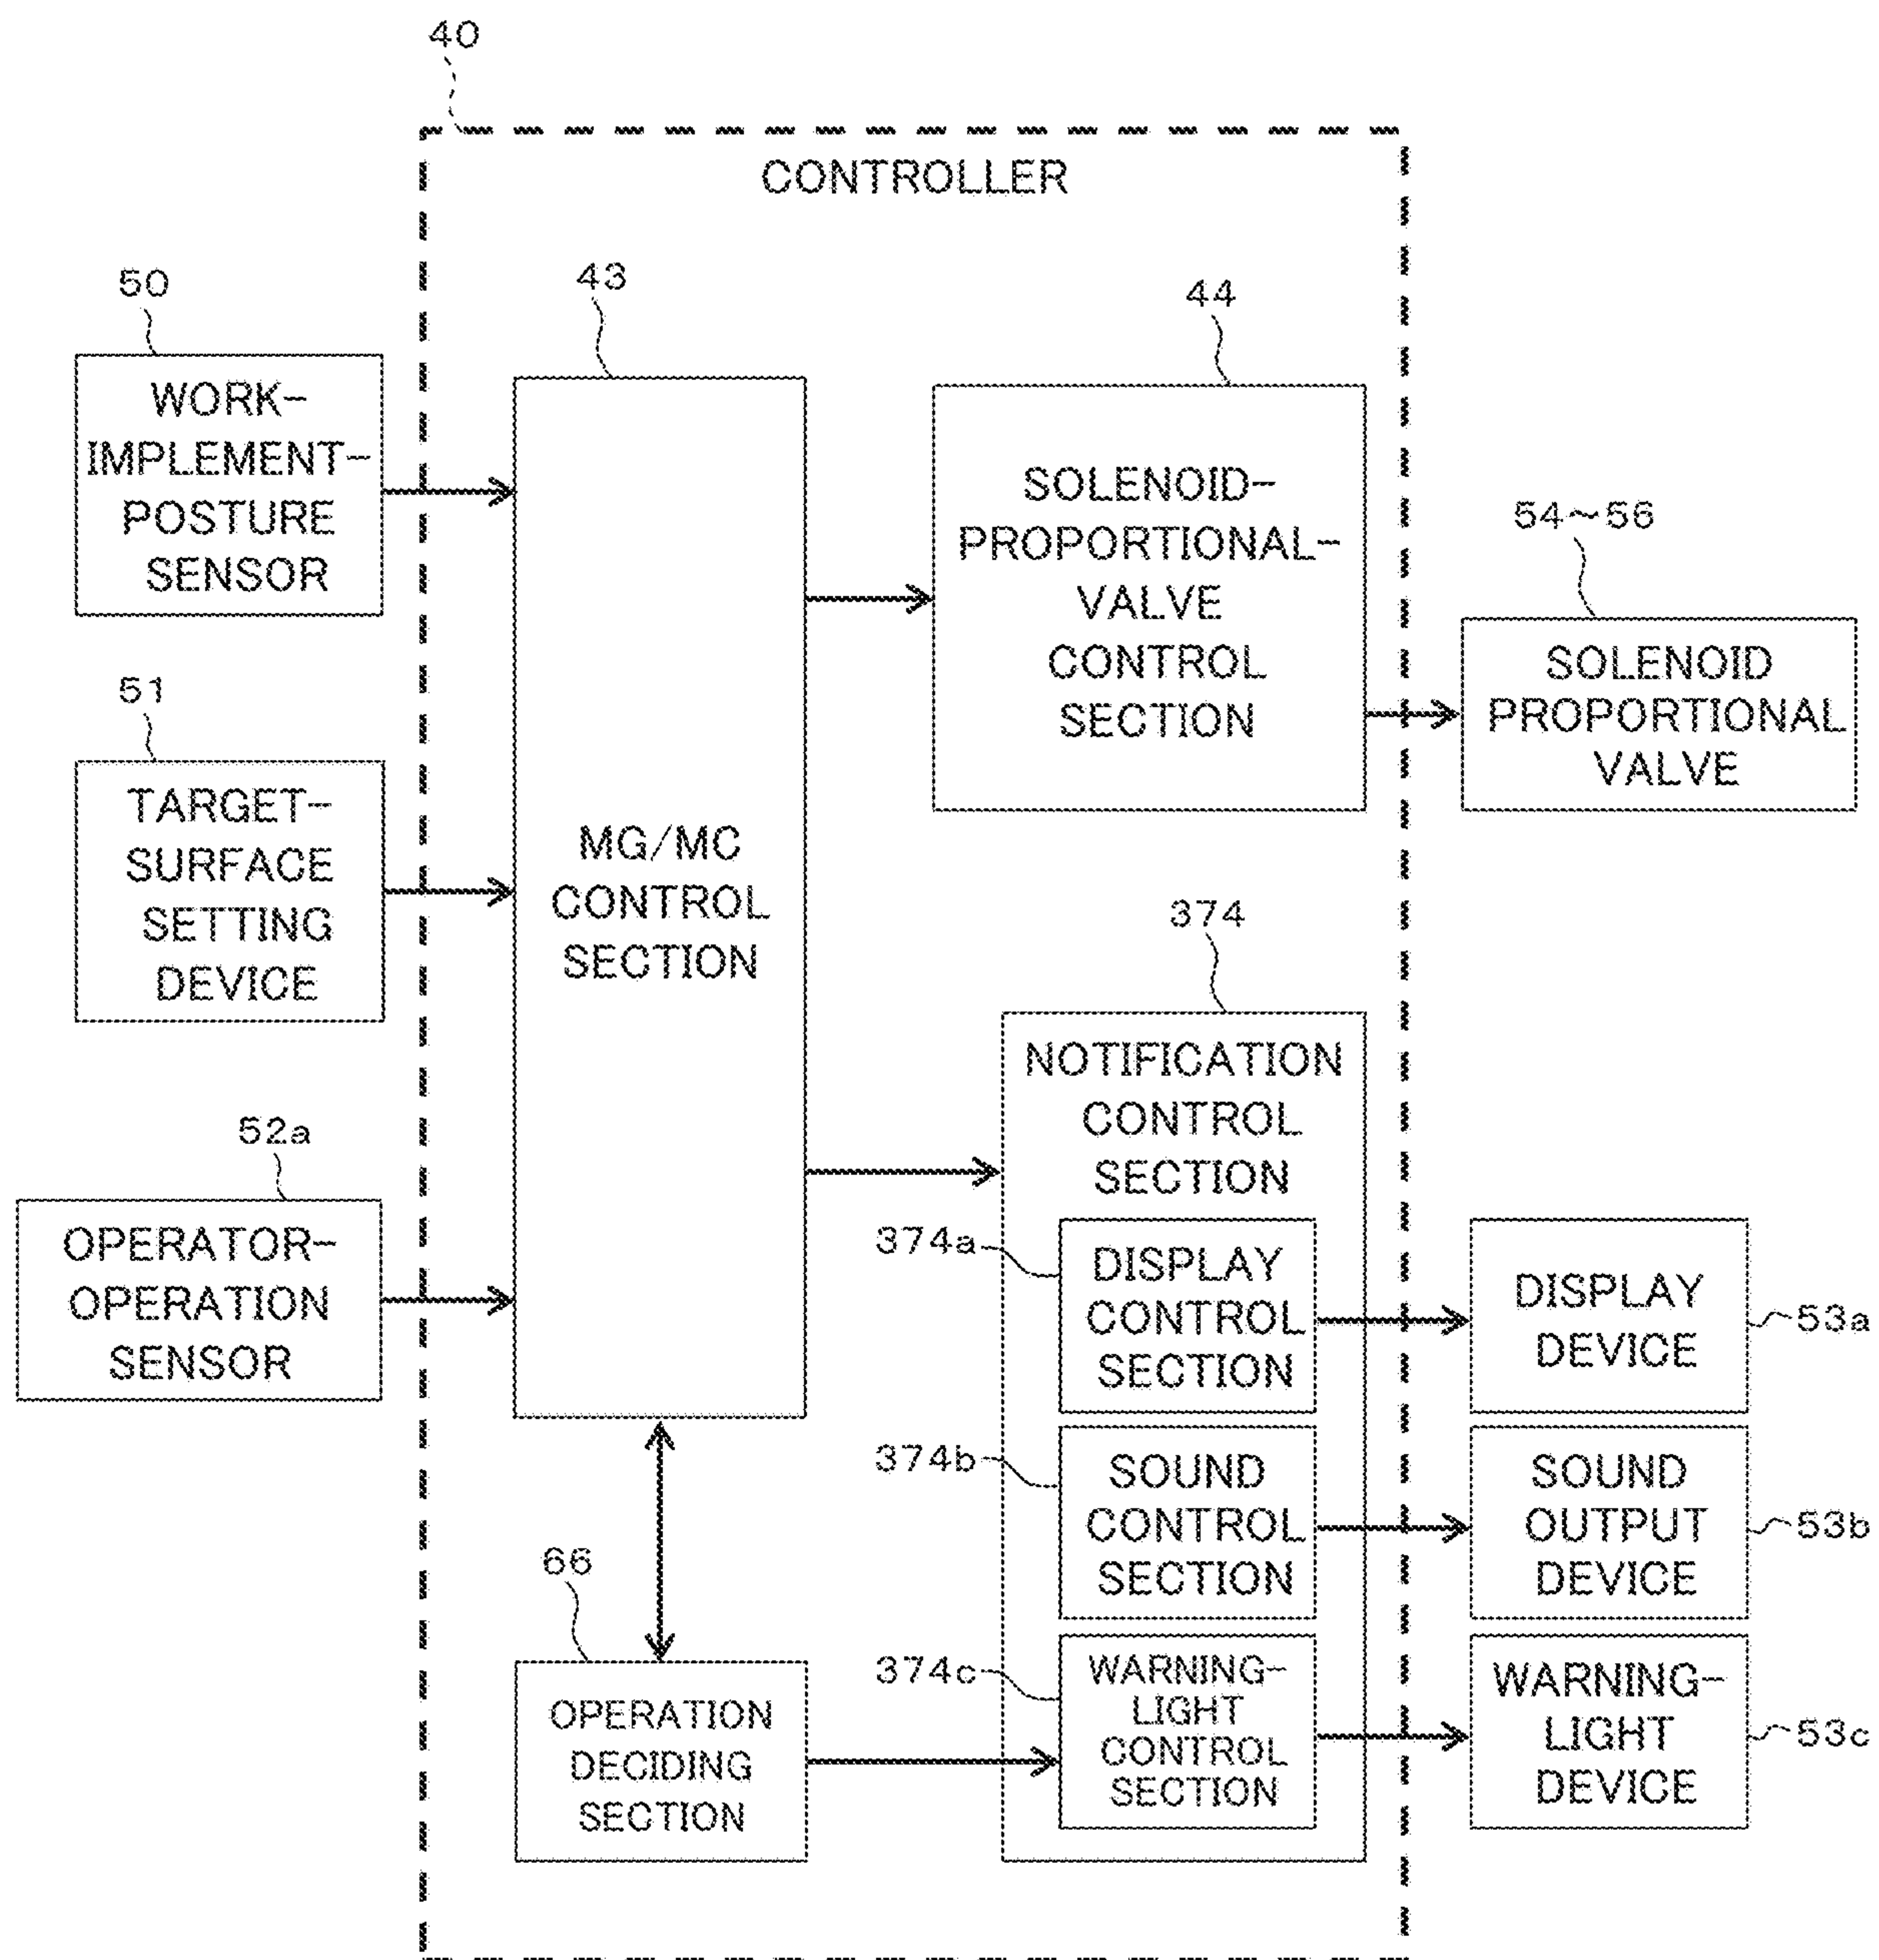 40
CONTROLLER
50
WORK-
IMPLEMENT-
POSTURE
SENSOR
51
TARGET-
SURFACE
SETTING
DEVICE
52a
OPERATOR-
OPERATION
SENSOR
43
MG/MC
CONTROL
SECTION
44
SOLENOID-
PROPORTIONAL-
VALVE
CONTROL
SECTION
54~56
SOLENOID
PROPORTIONAL
VALVE
374
NOTIFICATION
CONTROL
SECTION
374a
DISPLAY
CONTROL
SECTION
DISPLAY
DEVICE
53a
374b
SOUND
CONTROL
SECTION
SOUND
OUTPUT
DEVICE
53b
66
OPERATION
DECIDING
SECTION
374c
WARNING-
LIGHT
CONTROL
SECTION
WARNING-
LIGHT
DEVICE
53c